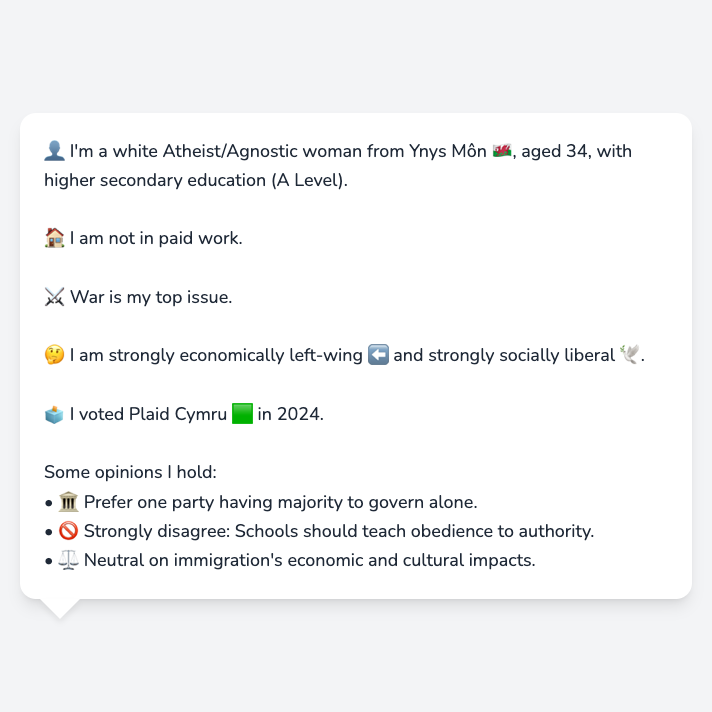 👤 I'm a white Atheist/Agnostic woman from Ynys Môn 🏴󠁧󠁢󠁷󠁬󠁳󠁿, aged 34, with
higher secondary education (A Level).
🏠 I am not in paid work.
⚔️ War is my top issue.
🤔 I am strongly economically left-wing ⬅️ and strongly socially liberal 🕊️.
🗳️ I voted Plaid Cymru 🟩 in 2024.
Some opinions I hold:
• 🏛️ Prefer one party having majority to govern alone.
• 🚫 Strongly disagree: Schools should teach obedience to authority.
• ⚖️ Neutral on immigration's economic and cultural impacts.